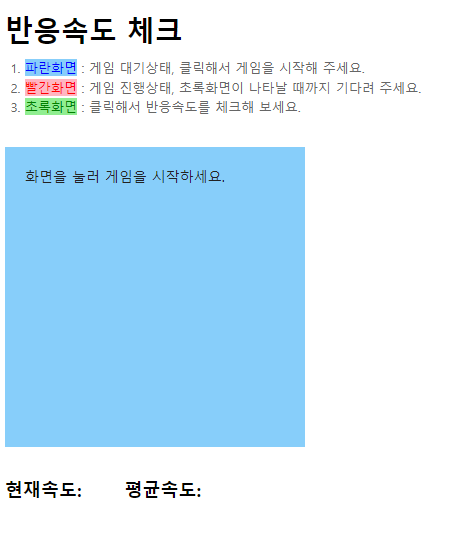 반응속도 체크
1. 파란화면 : 게임 대기상태, 클릭해서 게임을 시작해 주세요.
2. 빨간화면 : 게임 진행상태, 초록화면이 나타날 때까지 기다려 주세요.
3. 초록화면 : 클릭해서 반응속도를 체크해 보세요.
화면을 눌러 게임을 시작하세요.
현재속도: 평균속도: